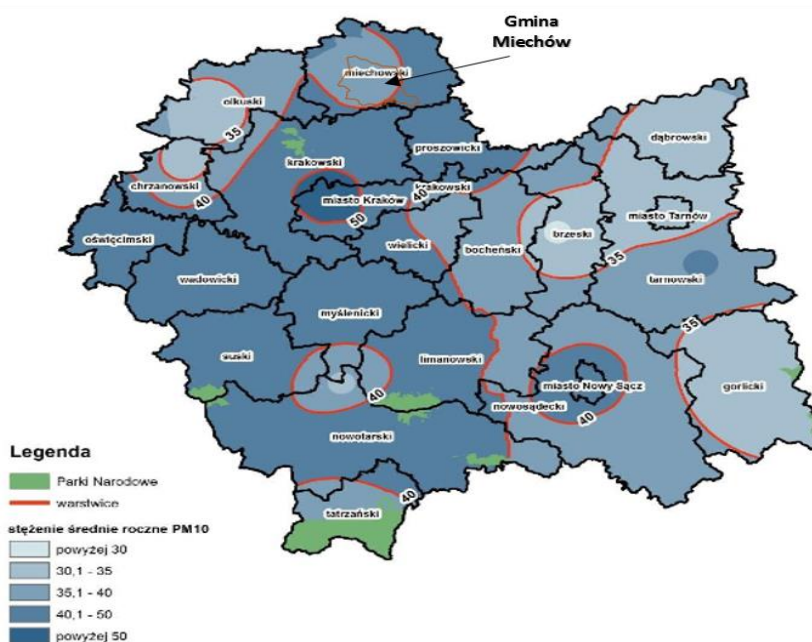 Gmina
Miechów
miechowski
olkuski
35
dąbrowski
proszowicki
krakowski
chrzanowski
krakowski
40
miasto Kraków
miasto Tarnów
40
50
brzeski
oświęcimski
wielicki
bocheński
35
tarnowski
wadowicki
myślenicki
35
suski
limanowski
miasto Nowy Sącz
gorlicki
40
nowosądecki
40
nowotarski
Legenda
Parki Narodowe
warstwice
40
tatrzański
stężenie średnie roczne PM10
powyżej 30
30,1 - 35
35,1 - 40
40,1 - 50
powyżej 50